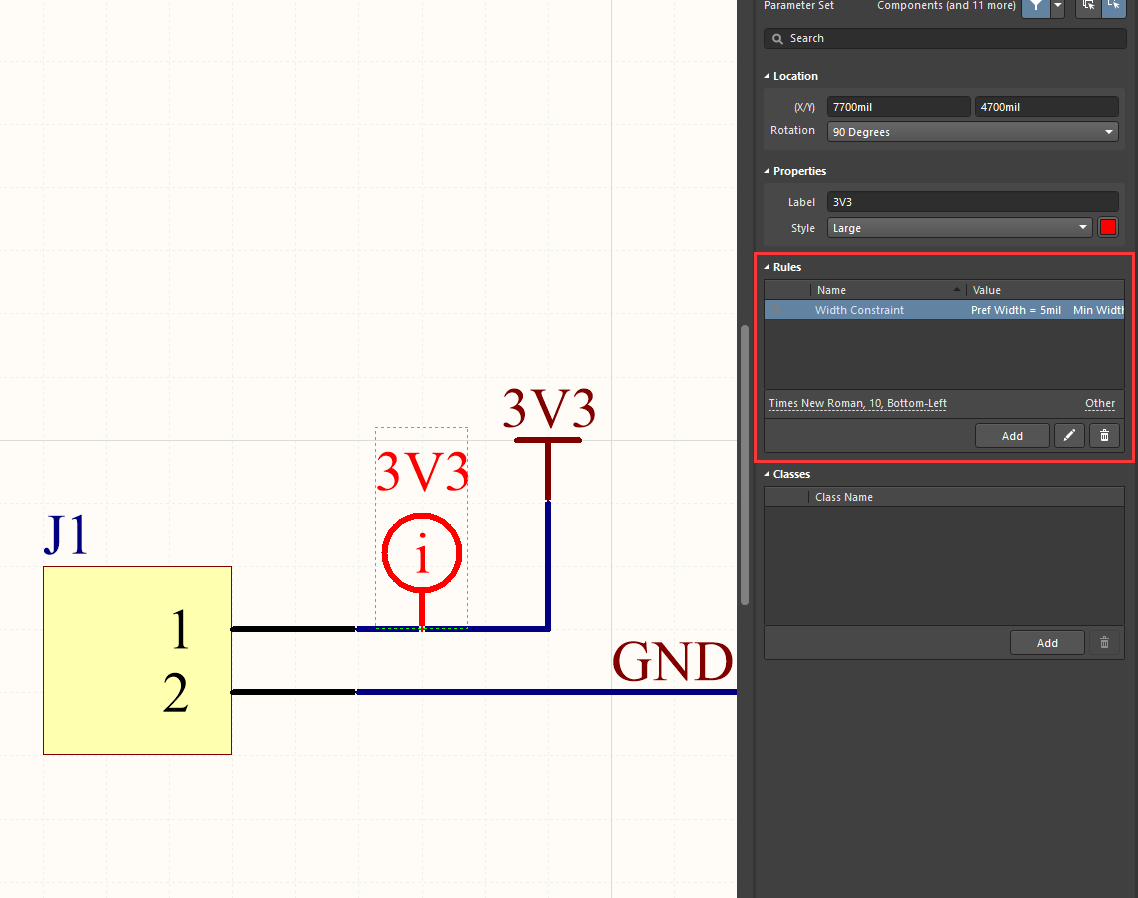 Parameter Set Components (and 11 more)
Search
Location
(X/Y) 7700mil 4700mil
Rotation 90 Degrees
Properties
Label 3V3
Style Large
Rules
Name Value
Width Constraint Pref Width = 5mil Min Width
Times New Roman, 10, Bottom-Left Other
Add
Classes
Class Name
Add
3V3
3V3
i
J1
1
2
GND